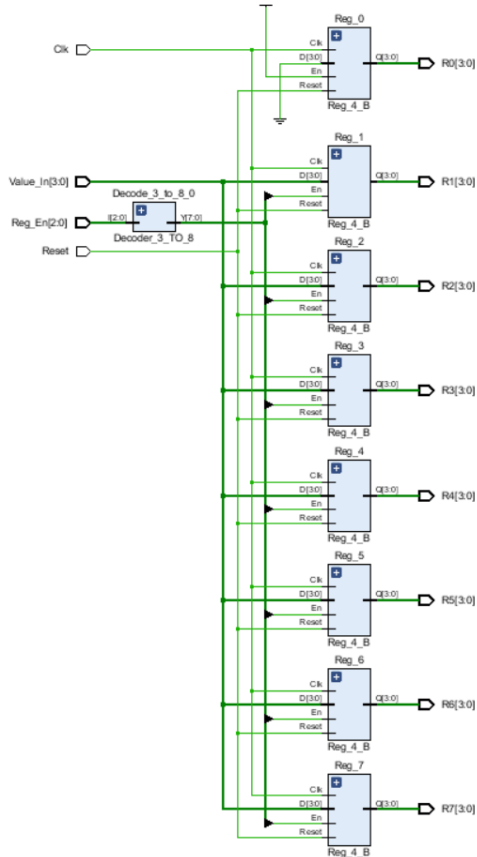 Reg_0
Clk
Clk
D[3:0]
Q[3:0]
R0[3:0]
En
Reset
Reg_4_B
Reg_1
Clk
Value_In[3:0]
D[3:0]
Q[3:0]
R1[3:0]
Decode_3_to_8_0
En
Reset
Reg_En[2:0]
I[2:0]
Y[7:0]
Reg_4_B
Decoder_3_TO_8
Reg_2
Reset
Clk
D[3:0]
Q[3:0]
R2[3:0]
En
Reset
Reg_4_B
Reg_3
Clk
D[3:0]
Q[3:0]
R3[3:0]
En
Reset
Reg_4_B
Reg_4
Clk
D[3:0]
Q[3:0]
R4[3:0]
En
Reset
Reg_4_B
Reg_5
Clk
D[3:0]
Q[3:0]
R5[3:0]
En
Reset
Reg_4_B
Reg_6
Clk
D[3:0]
Q[3:0]
R6[3:0]
En
Reset
Reg_4_B
Reg_7
Clk
D[3:0]
Q[3:0]
R7[3:0]
En
Reset
Reg_4_B